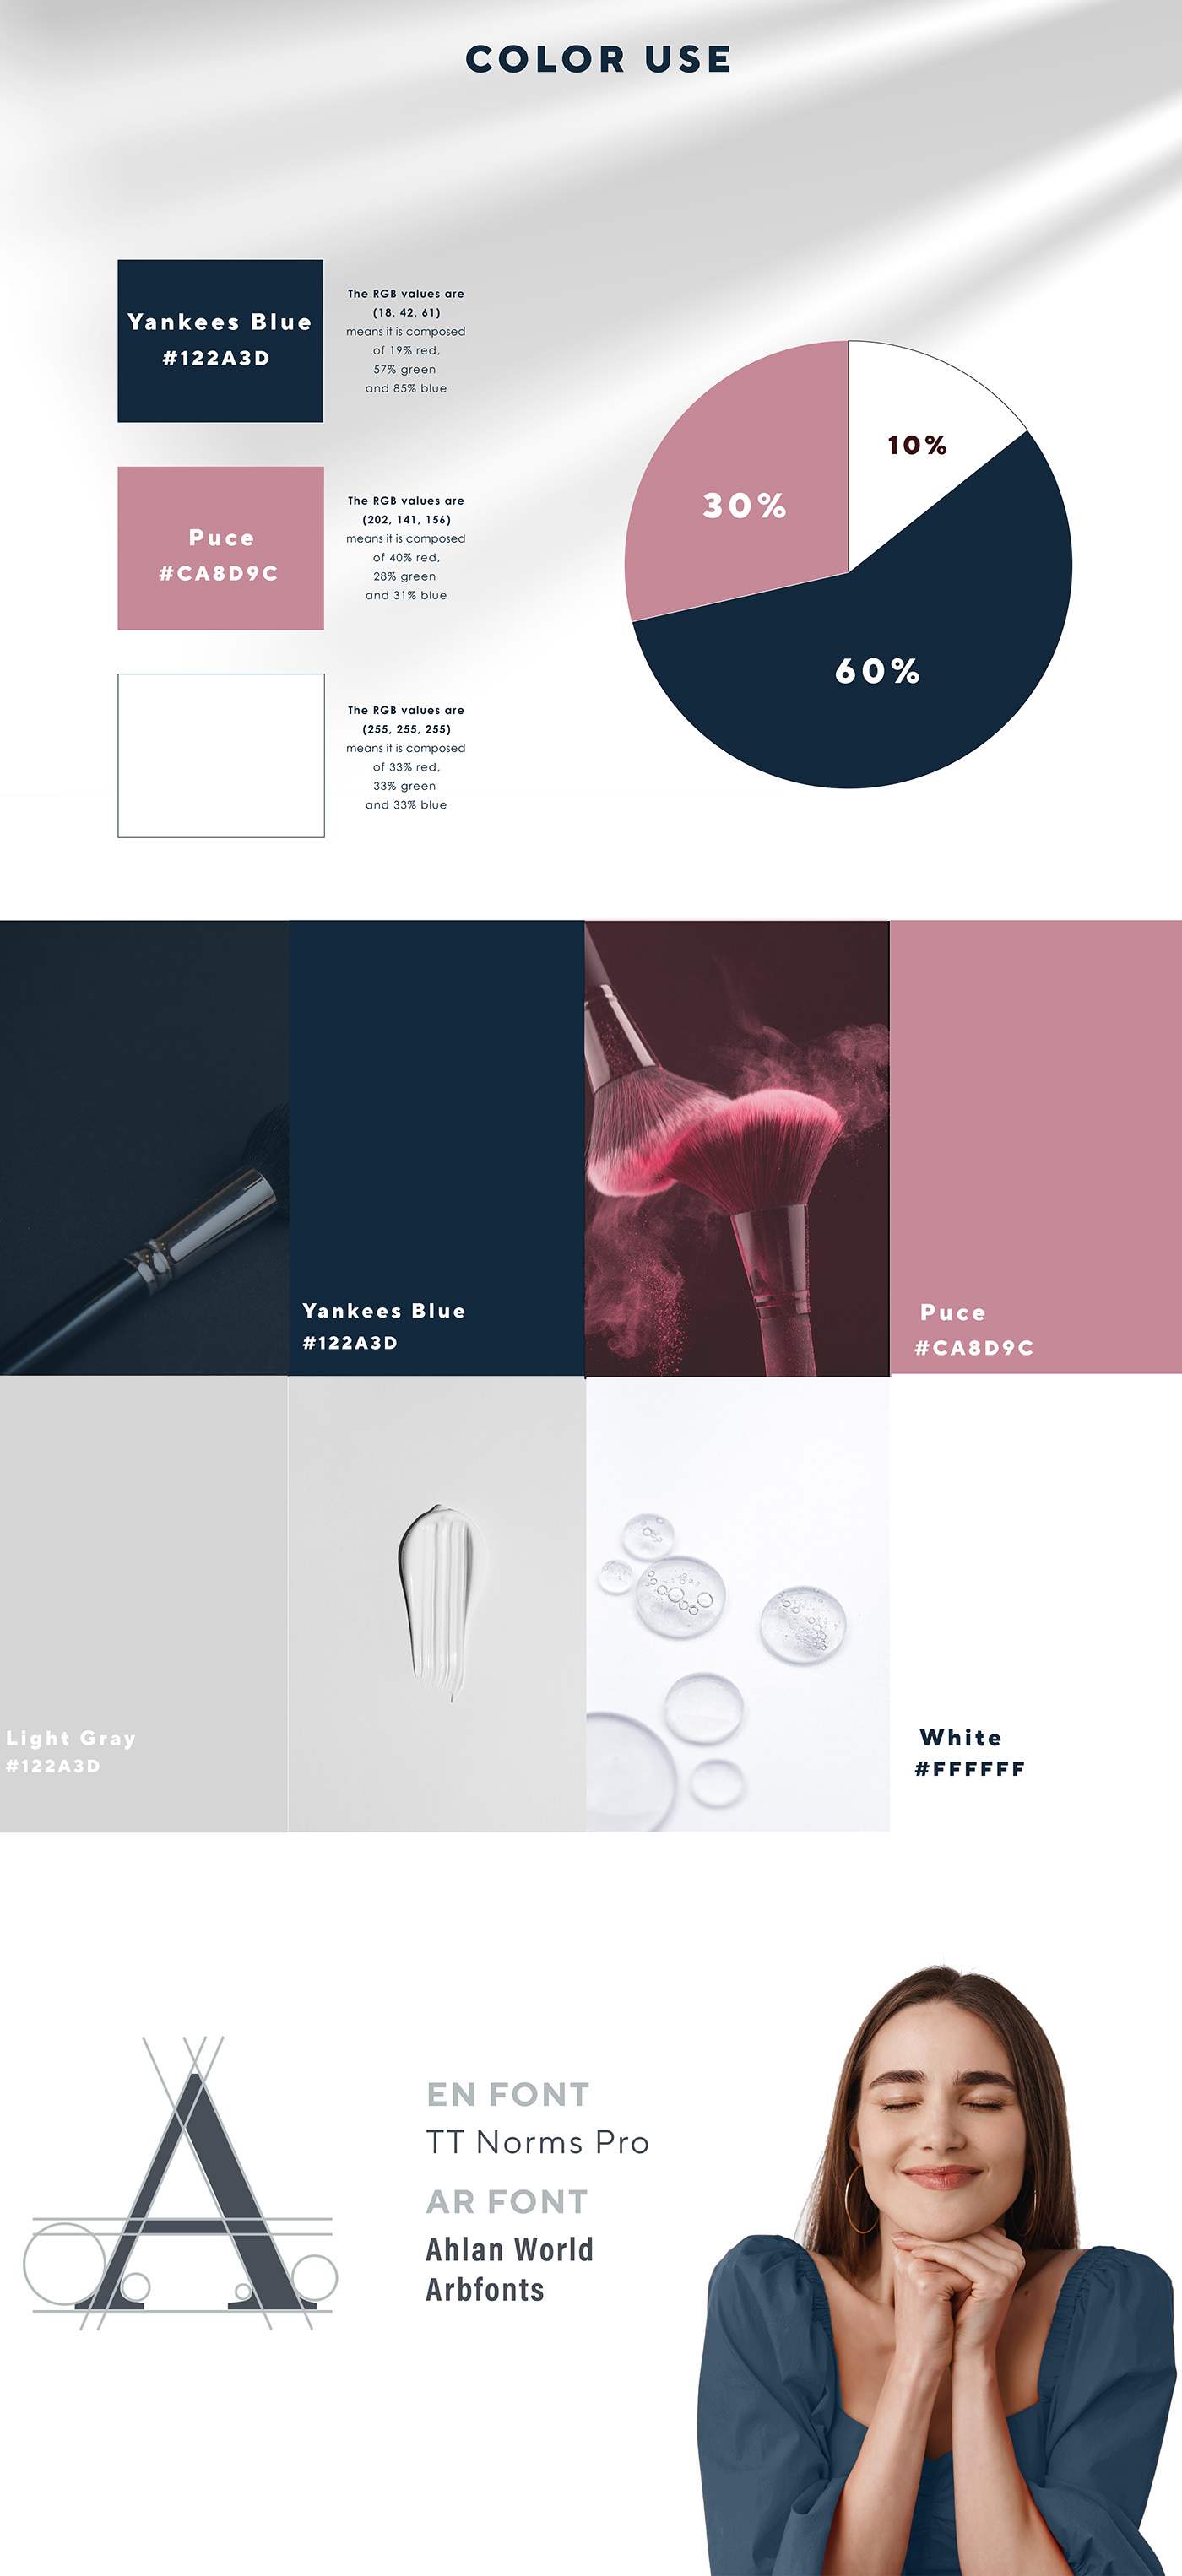 COLOR USE
Yankees Blue
#122A3D
The RGB values are
(18, 42, 61)
means it is composed
of 19% red,
57% green
and 85% blue
Puce
#CA8D9C
The RGB values are
(202, 141, 156)
means it is composed
of 40% red,
28% green
and 31% blue
The RGB values are
(255, 255, 255)
means it is composed
of 33% red,
33% green
and 33% blue
10%
30%
60%
Yankees Blue
#122A3D
Puce
#CA8D9C
Light Gray
#122A3D
White
#FFFFFF
A
EN FONT
TT Norms Pro
AR FONT
Ahlan World
Arbfonts